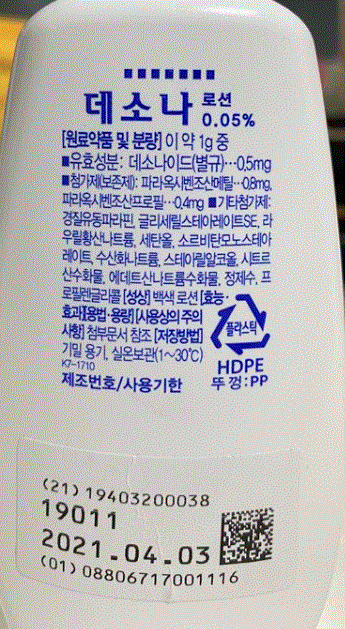 데소나 로션
0.05%
[원료약품 및 분량] 이 약 1g 중
■유효성분: 데소나이드(별규)…0.5mg
■첨가제(보존제): 파라옥시벤조산메틸…0.8mg,
파라옥시벤조산프로필…0.4mg ■기타첨가제:
경질유동파라핀, 글리세릴스테아레이트SE, 라
우릴황산나트륨, 세탄올, 소르비탄모노스테아
레이트, 수산화나트륨, 스테아릴알코올, 시트르
산수화물, 에데트산나트륨수화물, 정제수, 프
로필렌글리콜 [성상] 백색 로션 [효능·
효과][용법·용량][사용상의 주의
사항] 첨부문서 참조 [저장방법]
기밀 용기, 실온보관(1~30℃)
K7-1710
제조번호/사용기한
플라스틱
HDPE
뚜껑:PP
(21) 19403200038
19011
2021.04.03
(01) 08806717001116